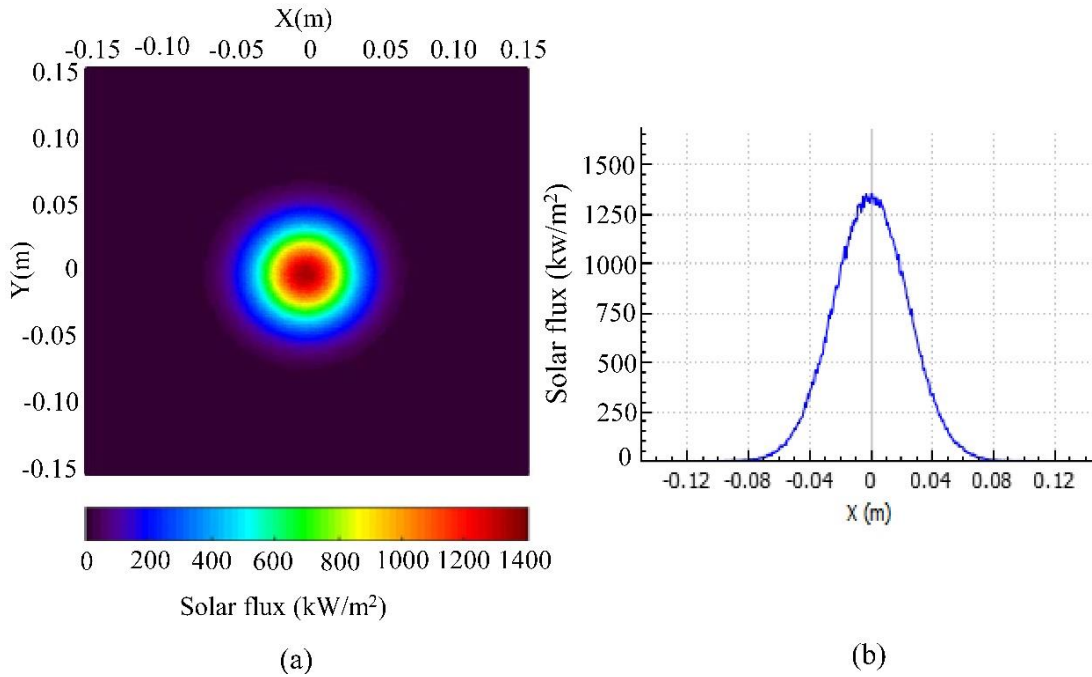 X(m)
-0.15 -0.10 -0.05 0 0.05 0.10 0.15
0.15
0.10
0.05
0
-0.05
-0.10
-0.15
Y(m)
0 200 400 600 800 1000 1200 1400
Solar flux (kW/m²)
(a)
1500
1250
1000
750
500
250
0
Solar flux (kw/m²)
-0.12 -0.08 -0.04 0 0.04 0.08 0.12
X (m)
(b)